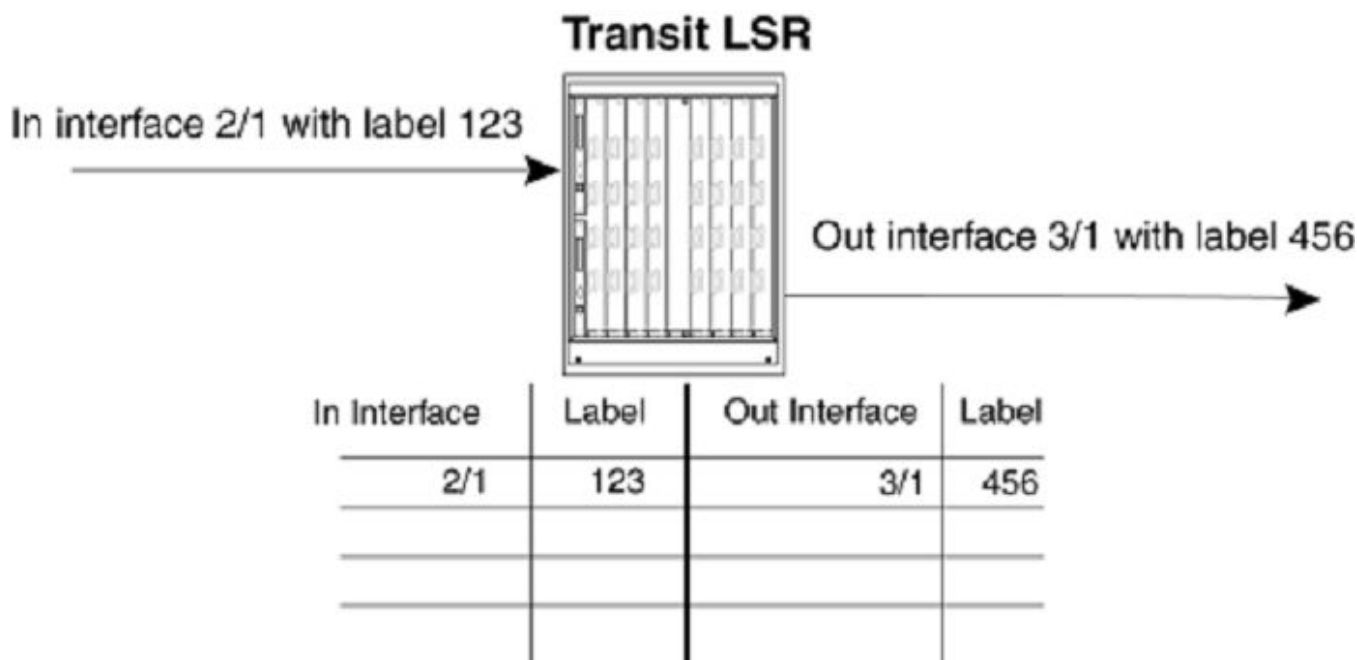 Transit LSR
In interface 2/1 with label 123
Out interface 3/1 with label 456
In Interface Label Out Interface Label
2/1 123 3/1 456